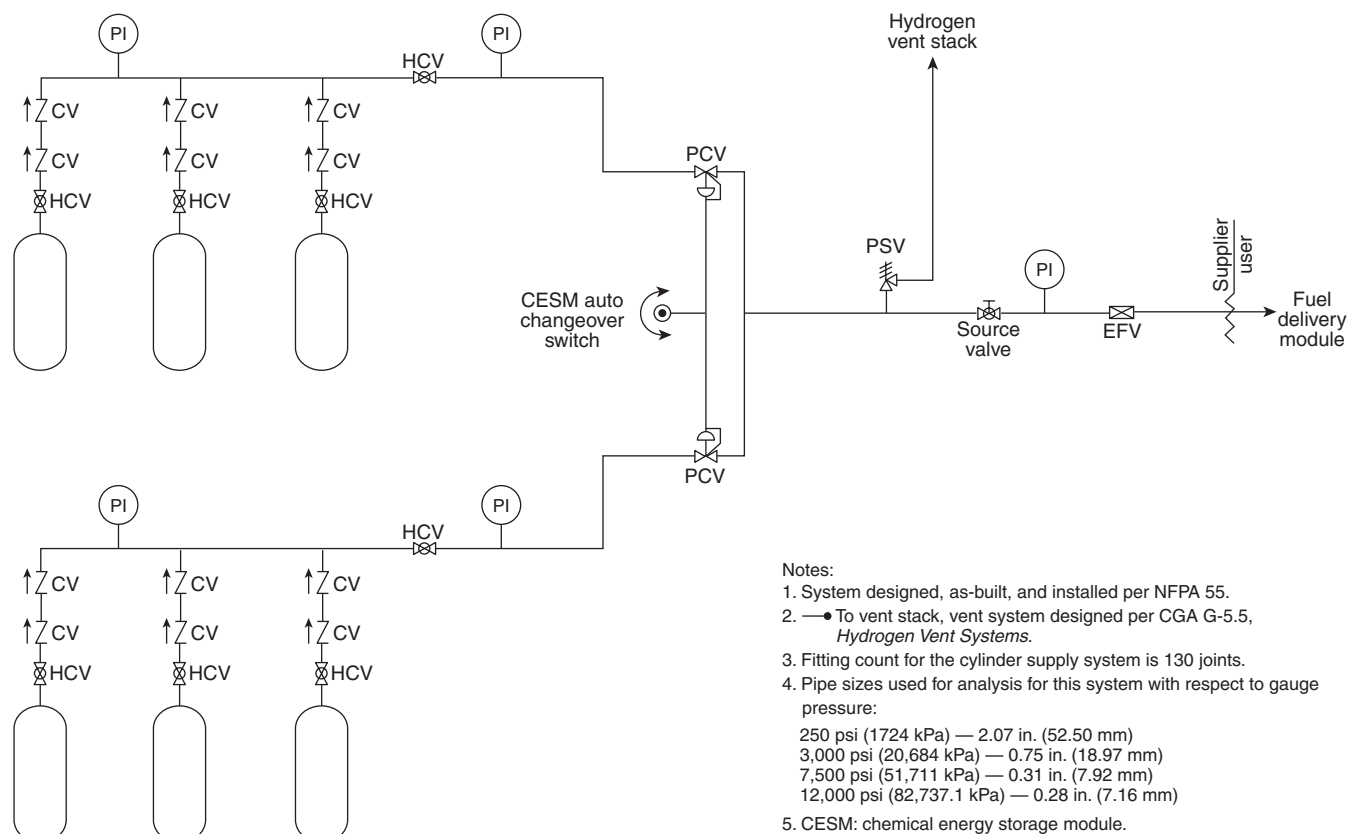 Hydrogen
vent stack
PI
HCV
PI
CV
CV
CV
CV
CV
CV
HCV
HCV
HCV
PCV
PSV
PI
Supplier
user
CESM auto
changeover
switch
Source
valve
EFV
Fuel
delivery
module
PCV
PI
HCV
PI
CV
CV
CV
CV
CV
CV
HCV
HCV
HCV
Notes:
1. System designed, as-built, and installed per NFPA 55.
2. To vent stack, vent system designed per CGA G-5.5,
Hydrogen Vent Systems.
3. Fitting count for the cylinder supply system is 130 joints.
4. Pipe sizes used for analysis for this system with respect to gauge
pressure:
250 psi (1724 kPa) — 2.07 in. (52.50 mm)
3,000 psi (20,684 kPa) — 0.75 in. (18.97 mm)
7,500 psi (51,711 kPa) — 0.31 in. (7.92 mm)
12,000 psi (82,737.1 kPa) — 0.28 in. (7.16 mm)
5. CESM: chemical energy storage module.